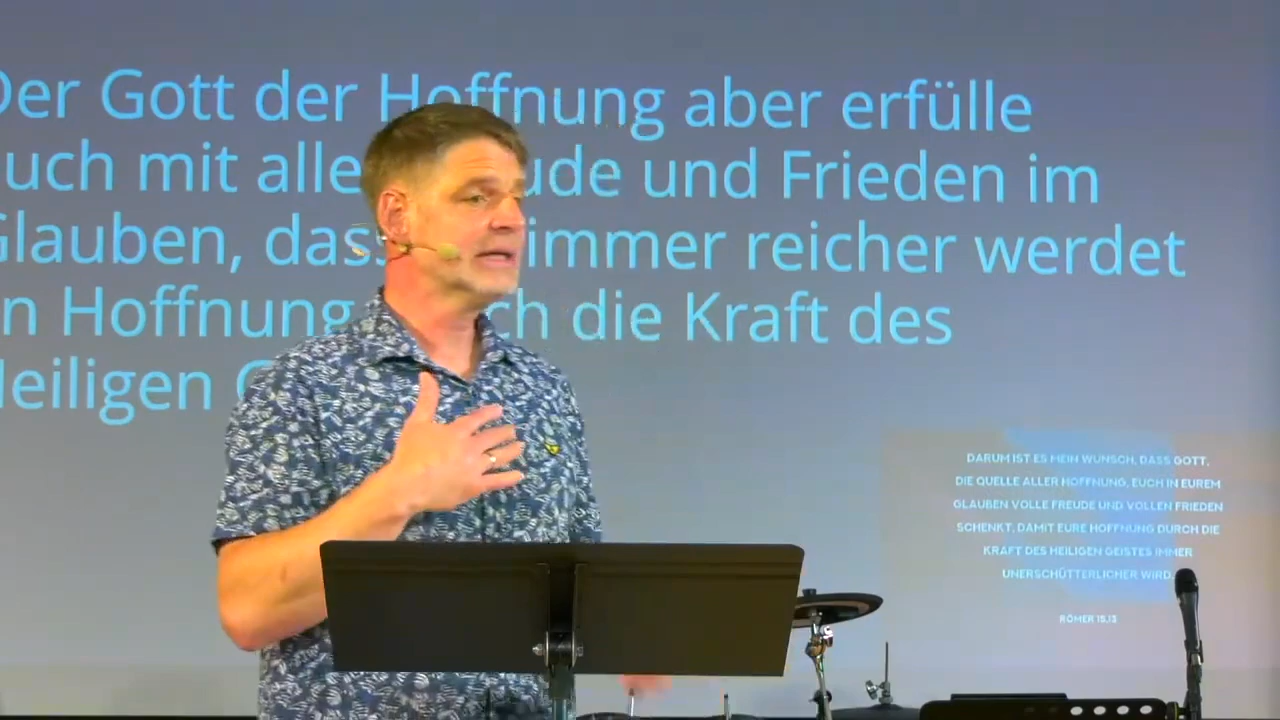 Der Gott der Hoffnung aber erfülle
uch mit alle ude und Frieden im
Glauben, dass immer reicher werdet
n Hoffnung ch die Kraft des
Heiligen G
DARUM IST ES MEIN WUNSCH, DASS GOTT,
DIE QUELLE ALLER HOFFNUNG, EUCH IN EUREM
GLAUBEN VOLLE FREUDE UND VOLLEN FRIEDEN
SCHENKT, DAMIT EURE HOFFNUNG DURCH DIE
KRAFT DES HEILIGEN GEISTES IMMER
UNERSCHÜTTERLICHER WIRD.
RÖMER 15,13